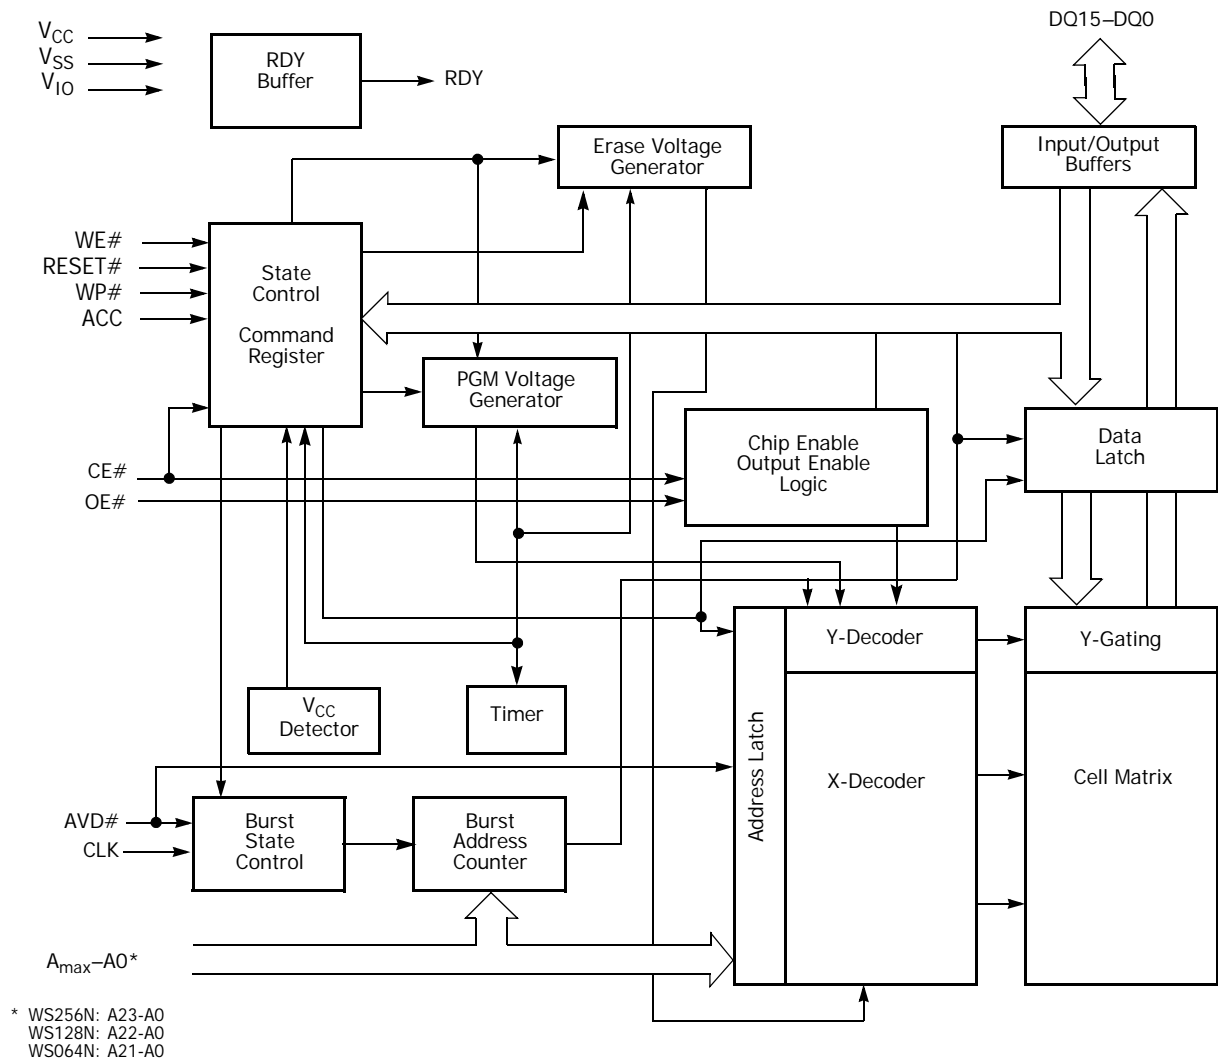 DQ15–DQ0
VCC
VSS
VIO
RDY
Buffer
RDY
Erase Voltage
Generator
Input/Output
Buffers
WE#
RESET#
WP#
ACC
State
Control
Command
Register
PGM Voltage
Generator
Chip Enable
Output Enable
Logic
Data
Latch
CE#
OE#
Y-Decoder
Y-Gating
VCC
Detector
Timer
Address Latch
X-Decoder
Cell Matrix
AVD#
CLK
Burst
State
Control
Burst
Address
Counter
Amax–A0*
* WS256N: A23-A0
WS128N: A22-A0
WS064N: A21-A0